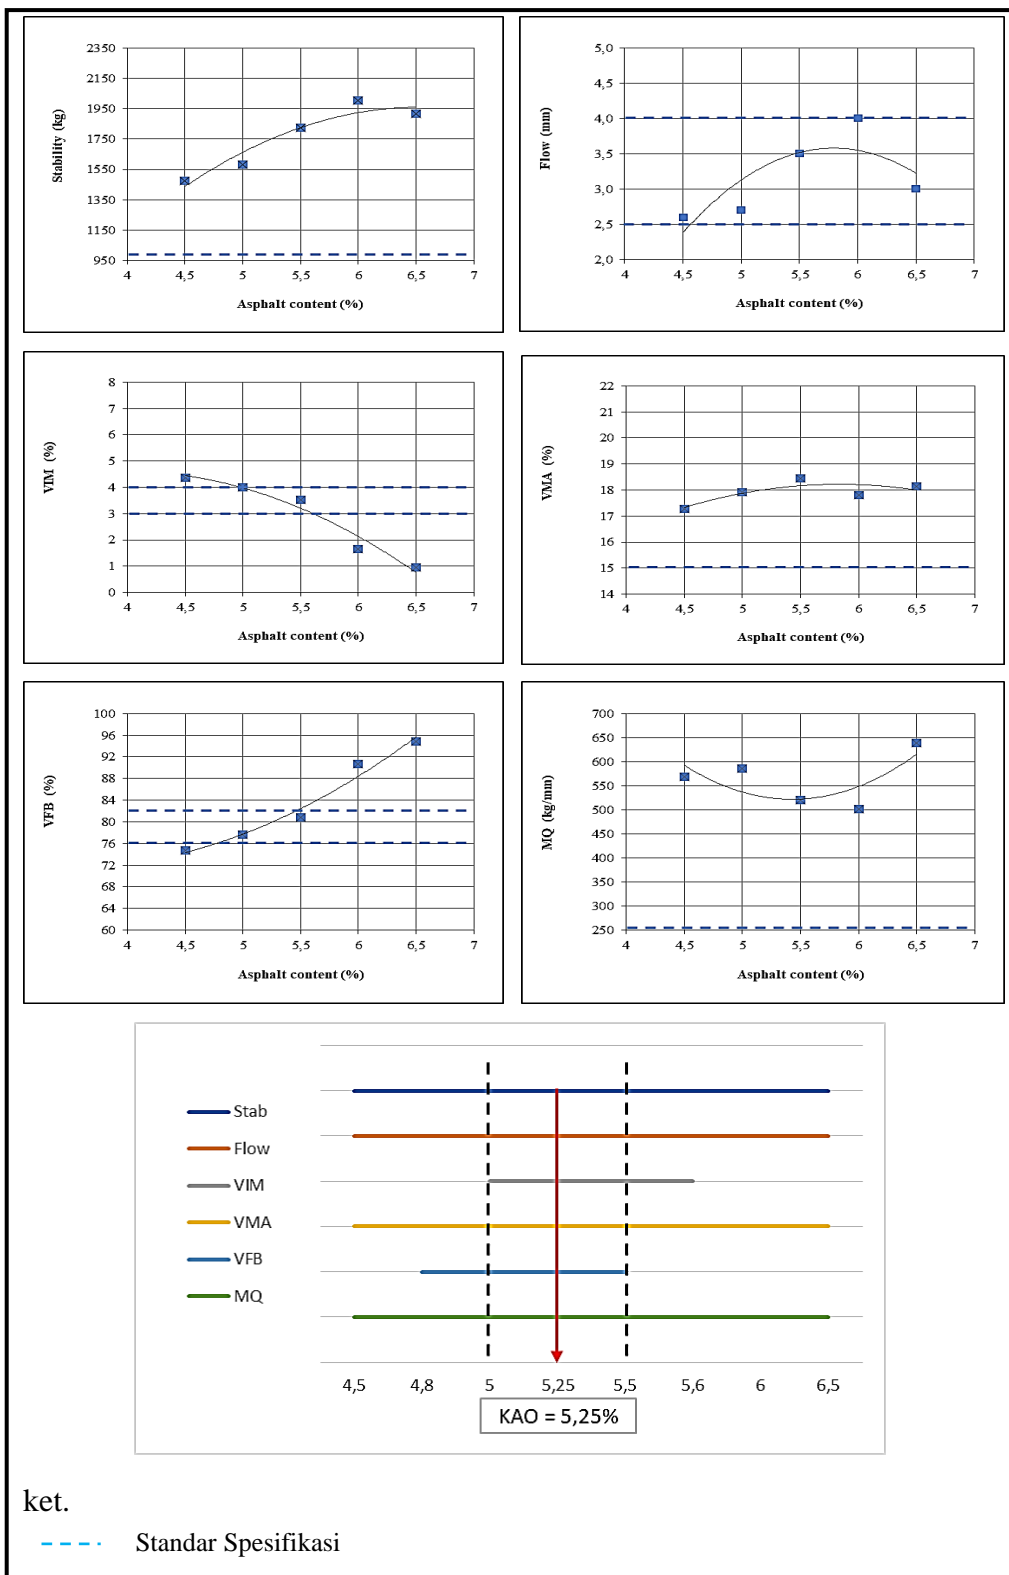 2350
2150
1950
1750
1550
1350
1150
950
Stability (kg)
4 4,5 5 5,5 6 6,5 7
Asphalt content (%)
5,0
4,5
4,0
3,5
3,0
2,5
2,0
Flow (mm)
4 4,5 5 5,5 6 6,5 7
Asphalt content (%)
8
7
6
5
4
3
2
1
0
VIM (%)
4 4,5 5 5,5 6 6,5 7
Asphalt content (%)
22
21
20
19
18
17
16
15
14
VMA (%)
4 4,5 5 5,5 6 6,5 7
Asphalt content (%)
100
96
92
88
84
80
76
72
68
64
60
VFB (%)
4 4,5 5 5,5 6 6,5 7
Asphalt content (%)
700
650
600
550
500
450
400
350
300
250
MQ (kg/mm)
4 4,5 5 5,5 6 6,5 7
Asphalt content (%)
Stab
Flow
VIM
VMA
VFB
MQ
4,5 4,8 5 5,25 5,5 5,6 6 6,5
KAO = 5,25%
ket.
Standar Spesifikasi